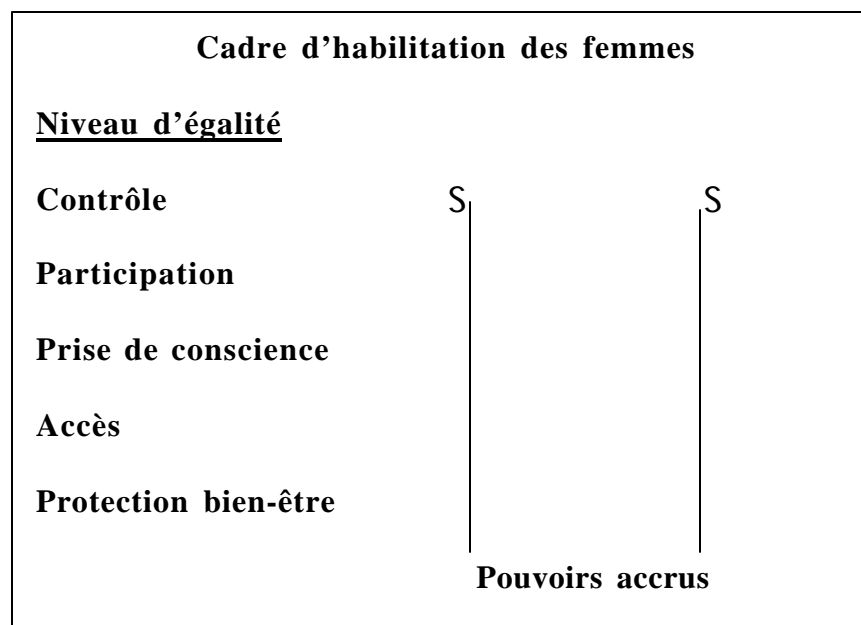 Cadre d'habilitation des femmes
Niveau d'égalité
Contrôle S S
Participation
Prise de conscience
Accès
Protection bien-être
Pouvoirs accrus